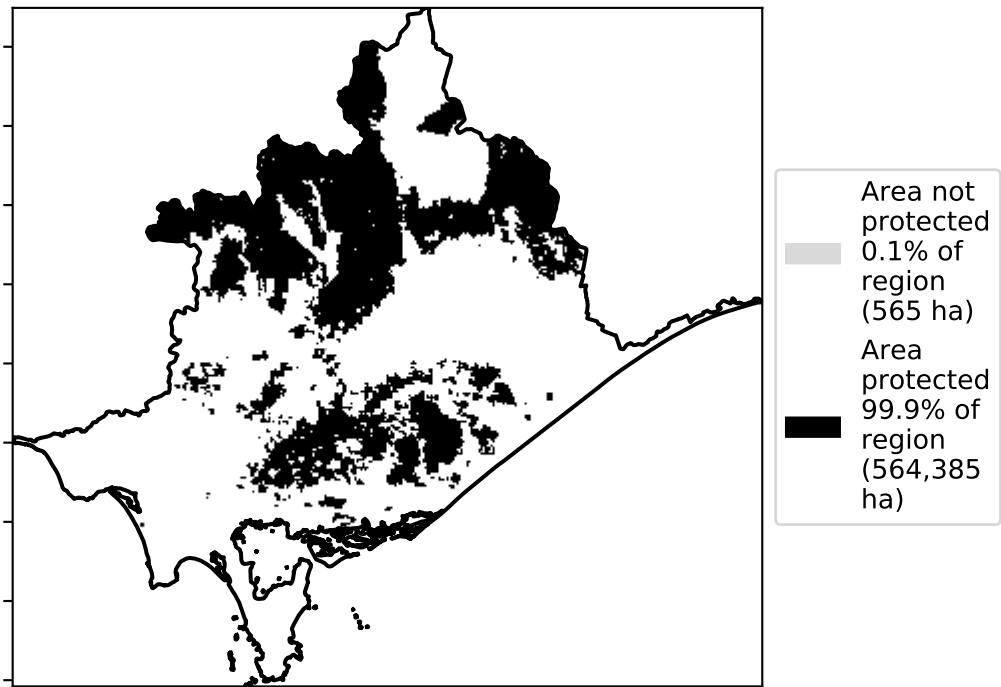 Area not
protected
0.1% of
region
(565 ha)
Area
protected
99.9% of
region
(564,385
ha)